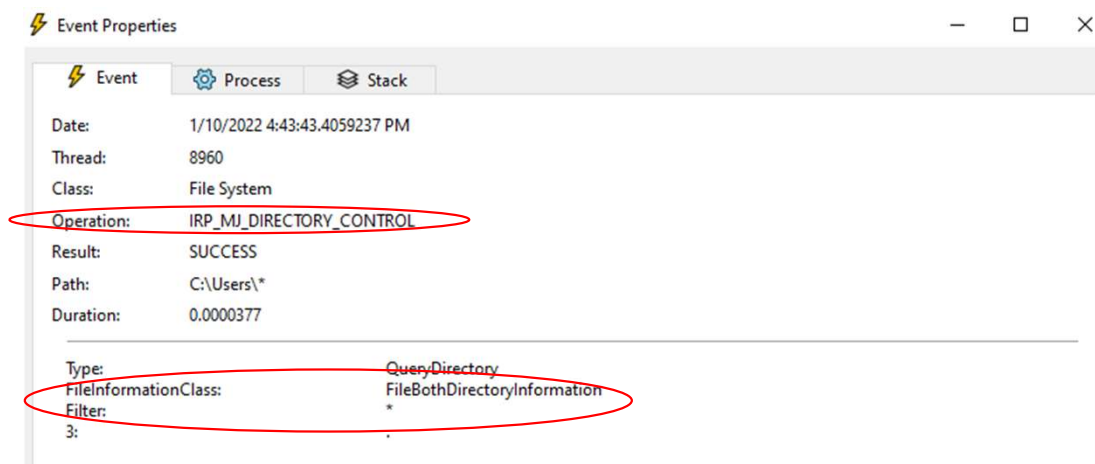 Event Properties
Event Process Stack
Date: 1/10/2022 4:43:43.4059237 PM
Thread: 8960
Class: File System
Operation: IRP_MJ_DIRECTORY_CONTROL
Result: SUCCESS
Path: C:\Users\*
Duration: 0.0000377
Type: QueryDirectory
FileInformationClass: FileBothDirectoryInformation
Filter: *
3: .